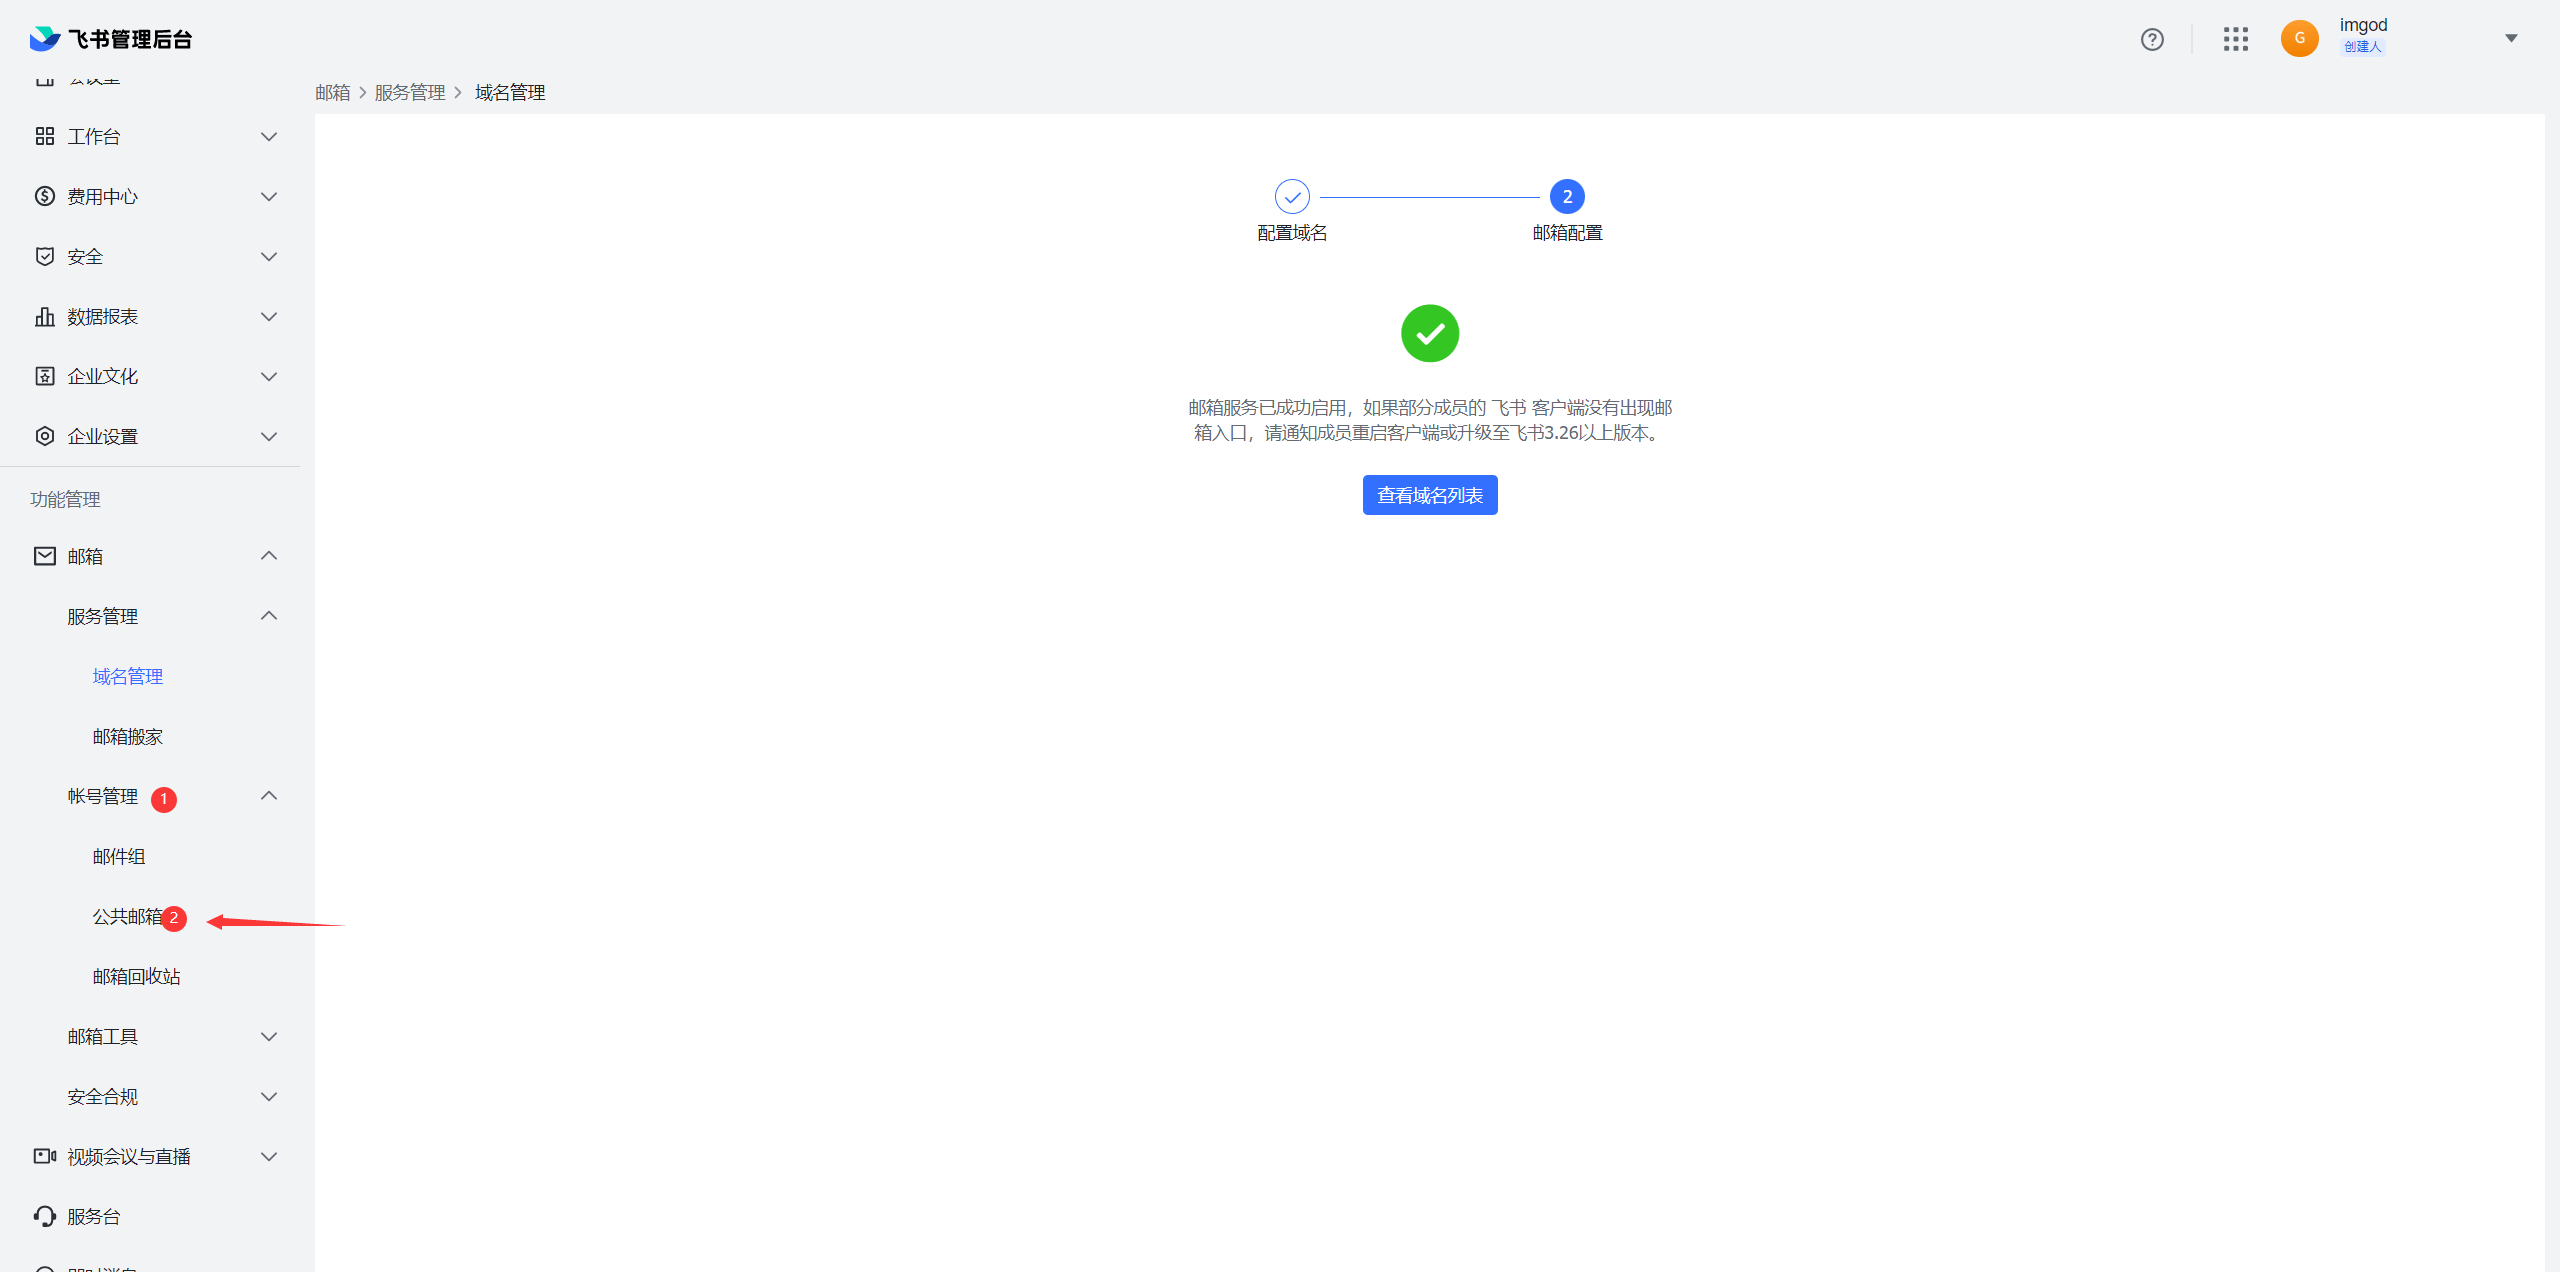 飞书管理后台
imgod
创建人
G
邮箱 > 服务管理 > 域名管理
工作台
费用中心
安全
数据报表
企业文化
企业设置
功能管理
邮箱
服务管理
域名管理
邮箱搬家
帐号管理 1
邮件组
公共邮箱 2
邮箱回收站
邮箱工具
安全合规
视频会议与直播
服务台
2
配置域名
邮箱配置
邮箱服务已成功启用，如果部分成员的 飞书 客户端没有出现邮
箱入口，请通知成员重启客户端或升级至飞书3.26以上版本。
查看域名列表